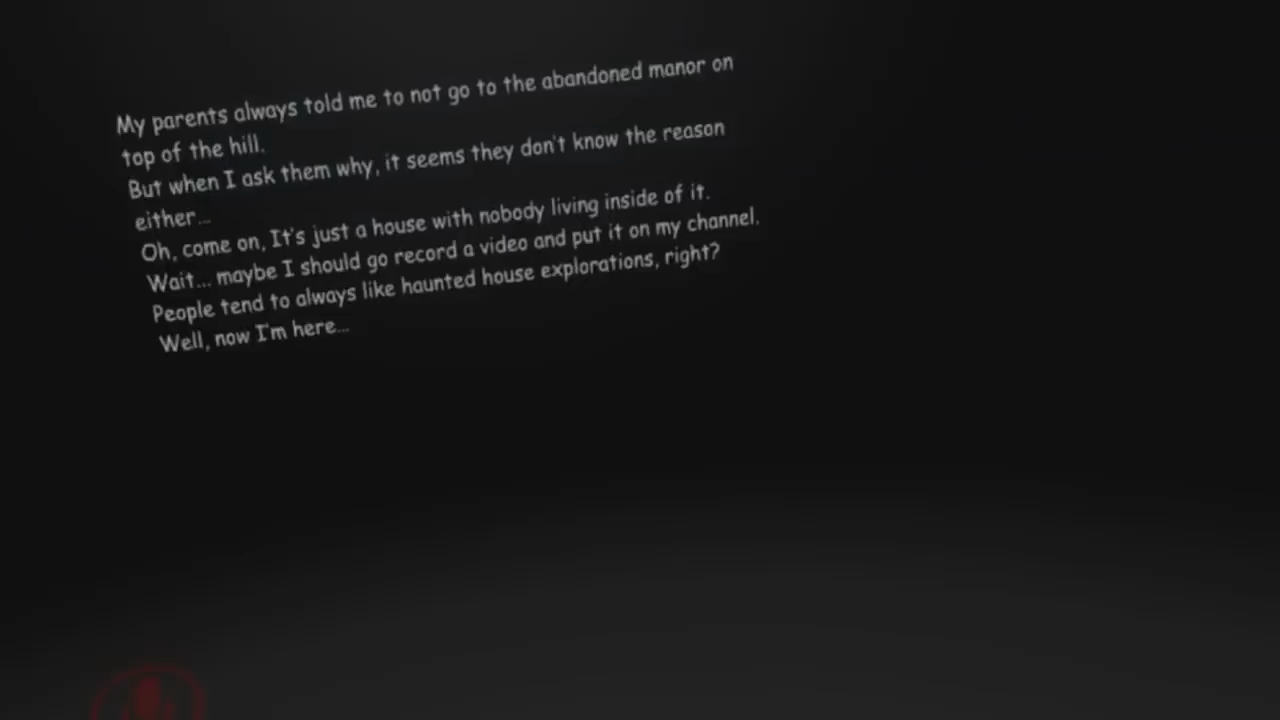 My parents always told me to not go to the abandoned manor on
top of the hill.
But when I ask them why, it seems they don't know the reason
either...
Oh, come on, It's just a house with nobody living inside of it.
Wait... maybe I should go record a video and put it on my channel.
People tend to always like haunted house explorations, right?
Well, now I'm here...